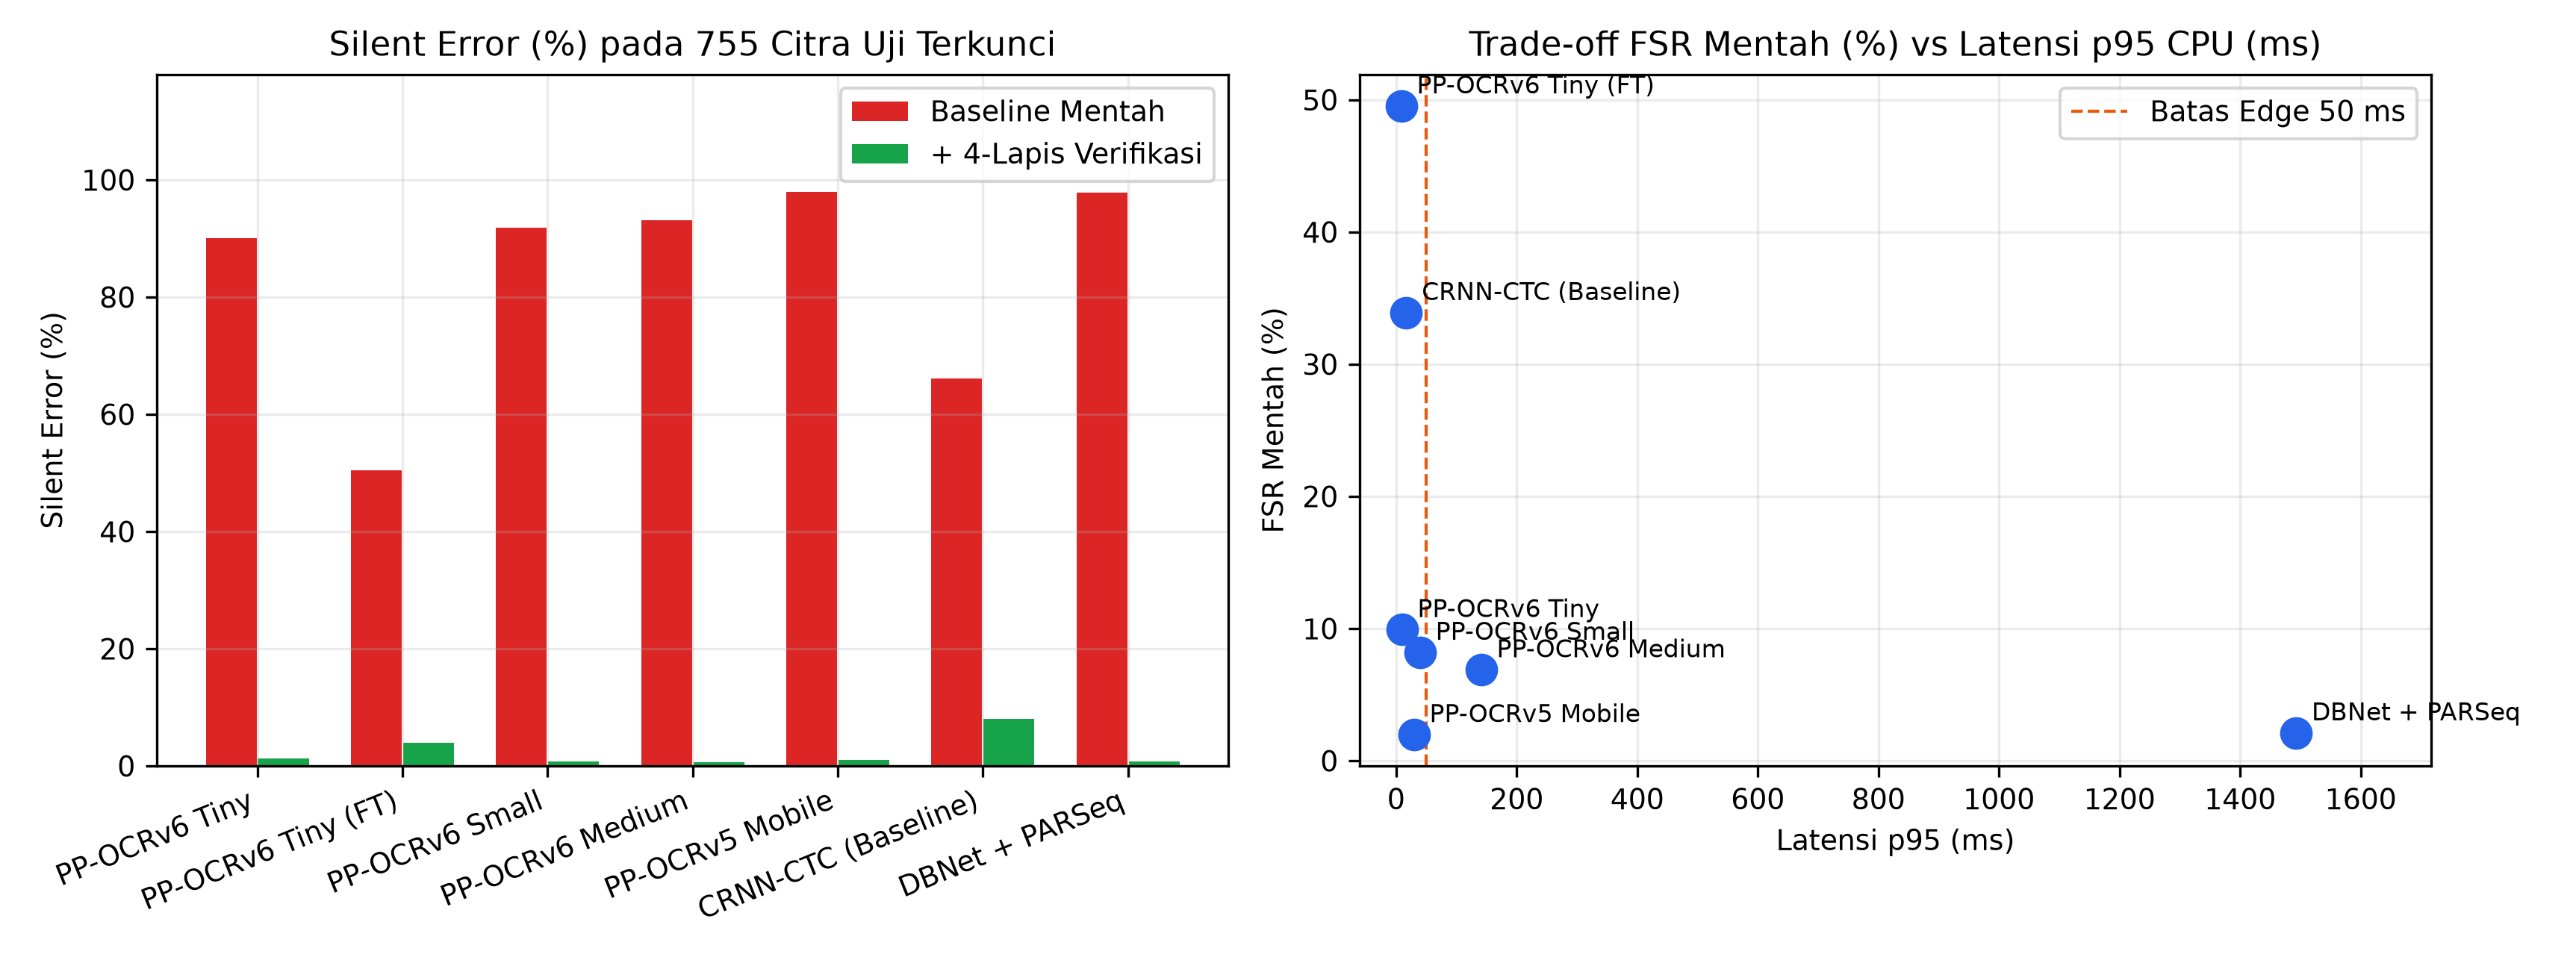 Silent Error (%) pada 755 Citra Uji Terkunci
Baseline Mentah
+ 4-Lapis Verifikasi
Silent Error (%)
100
80
60
40
20
0
PP-OCRv6 Tiny
PP-OCRv6 Tiny (FT)
PP-OCRv6 Small
PP-OCRv6 Medium
PP-OCRv5 Mobile
CRNN-CTC (Baseline)
DBNet + PARSeq
Trade-off FSR Mentah (%) vs Latensi p95 CPU (ms)
Batas Edge 50 ms
FSR Mentah (%)
50
40
30
20
10
0
PP-OCRv6 Tiny (FT)
CRNN-CTC (Baseline)
PP-OCRv6 Tiny
PP-OCRv6 Small
PP-OCRv6 Medium
PP-OCRv5 Mobile
DBNet + PARSeq
0 200 400 600 800 1000 1200 1400 1600
Latensi p95 (ms)